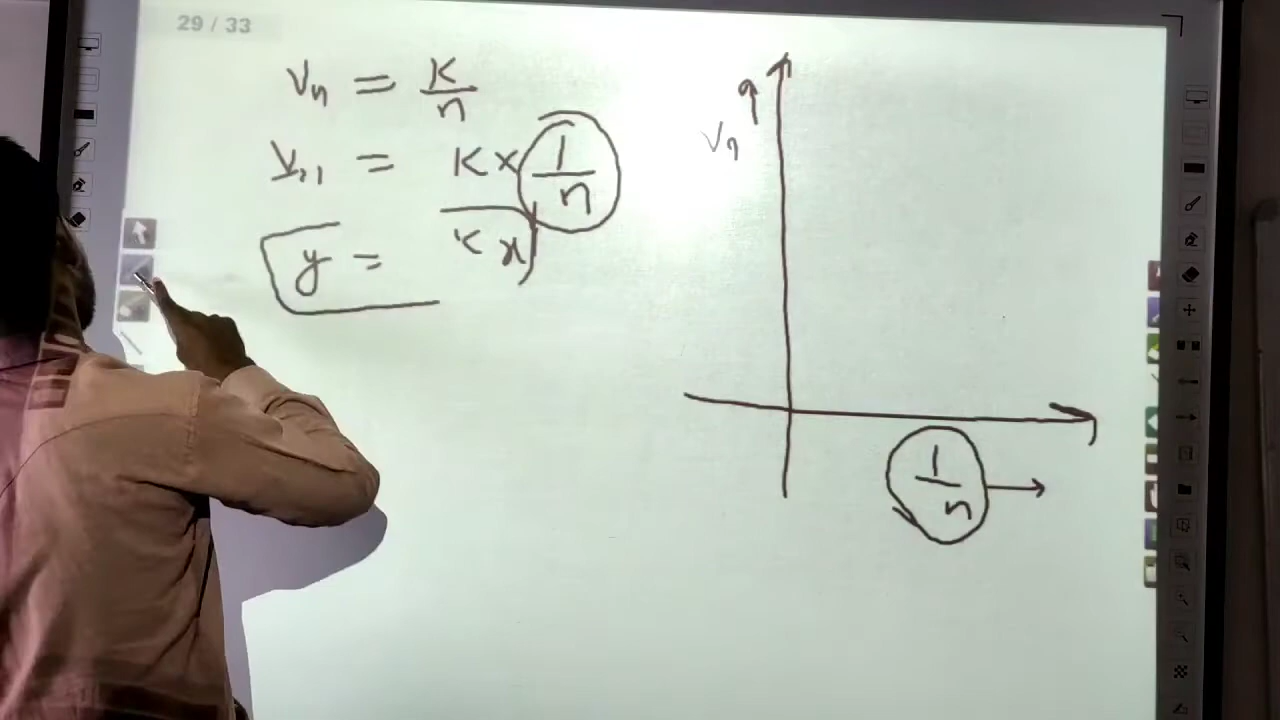 29 / 33
Vn = K/n
Vn = K × 1/n
y = K x
Vn
1/n